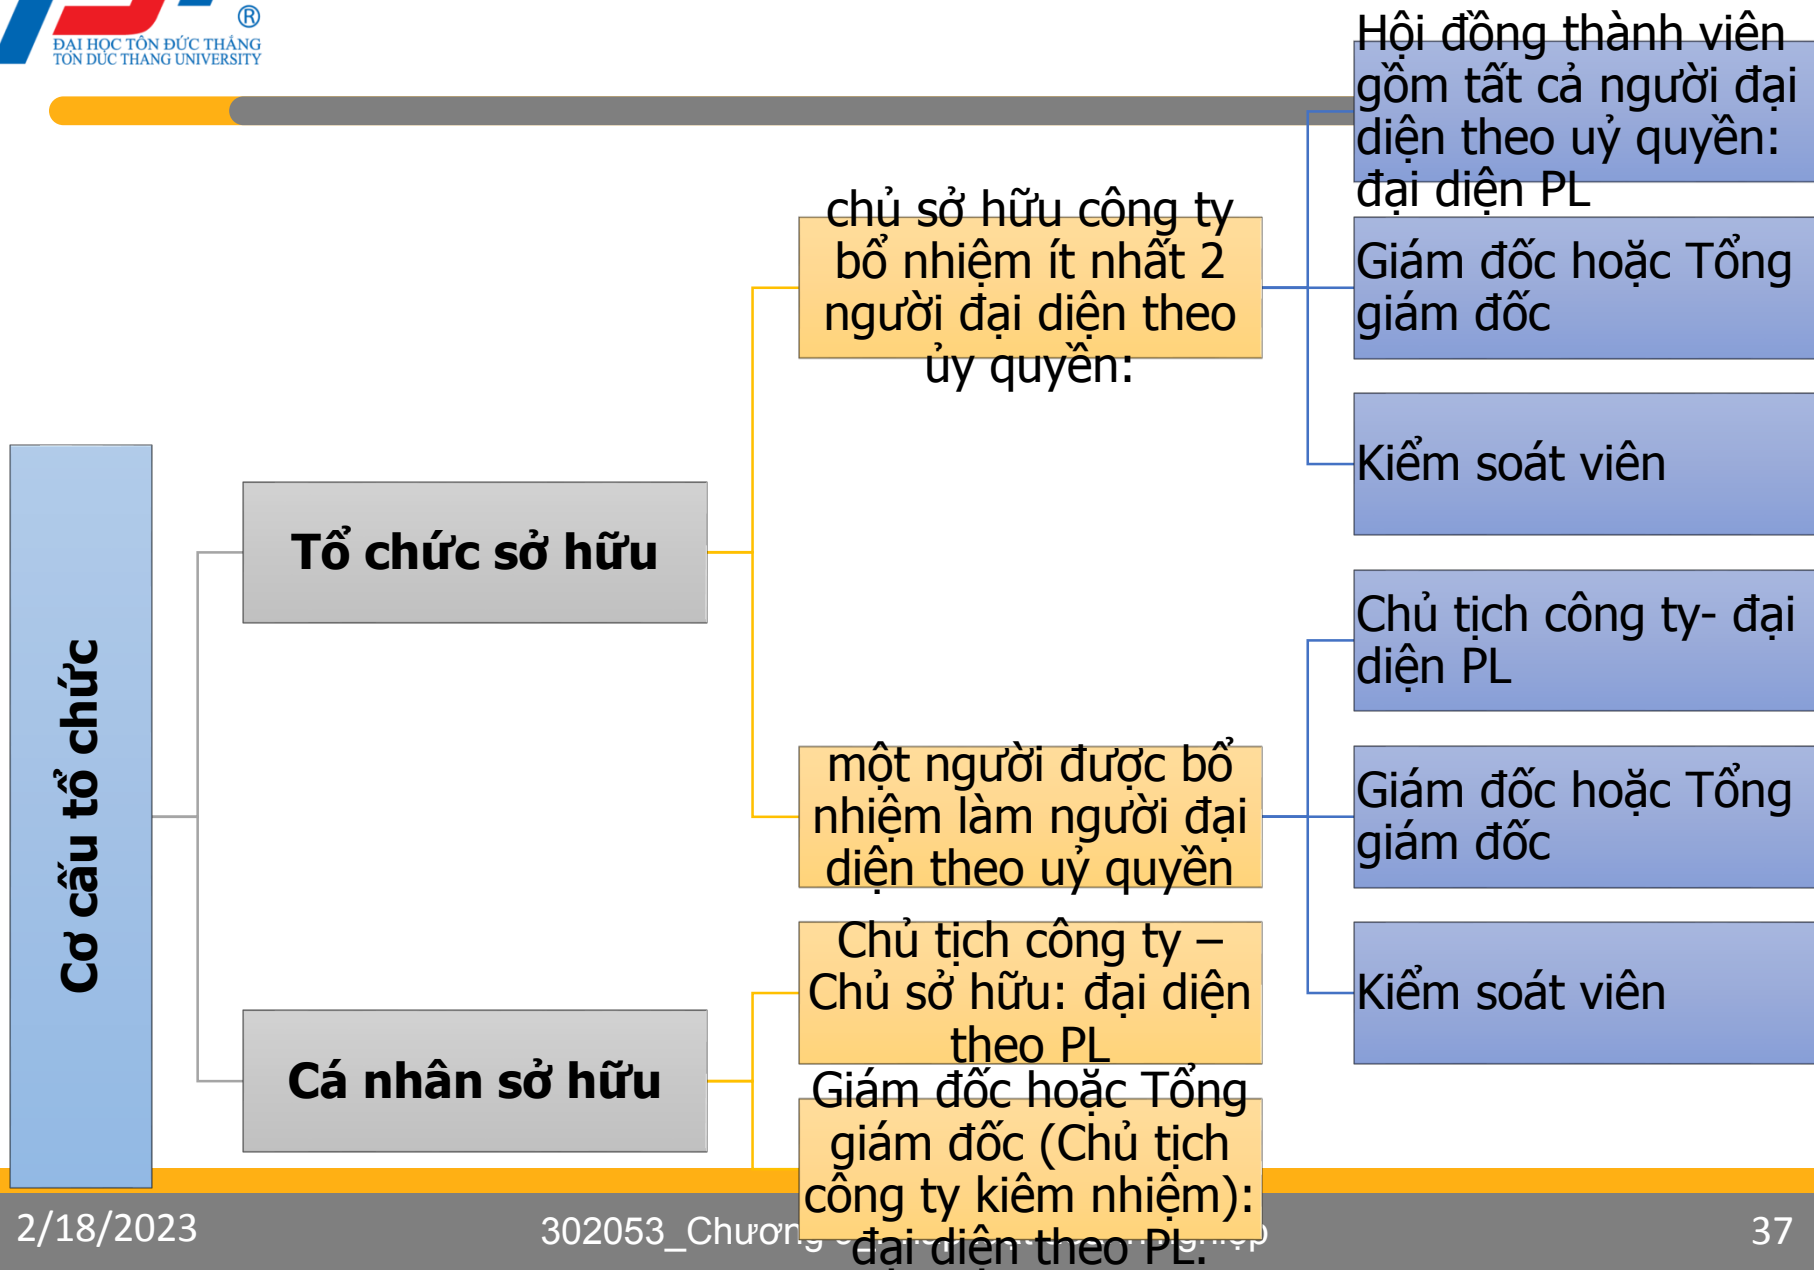 ®
ĐẠI HỌC TÔN ĐỨC THẮNG
TON DUC THANG UNIVERSITY
Cơ cấu tổ chức
Tổ chức sở hữu
chủ sở hữu công ty
bổ nhiệm ít nhất 2
người đại diện theo
ủy quyền:
Hội đồng thành viên
gồm tất cả người đại
diện theo uỷ quyền:
đại diện PL
Giám đốc hoặc Tổng
giám đốc
Kiểm soát viên
một người được bổ
nhiệm làm người đại
diện theo uỷ quyền
Chủ tịch công ty- đại
diện PL
Giám đốc hoặc Tổng
giám đốc
Kiểm soát viên
Cá nhân sở hữu
Chủ tịch công ty –
Chủ sở hữu: đại diện
theo PL
Giám đốc hoặc Tổng
giám đốc (Chủ tịch
công ty kiêm nhiệm):
đại diện theo PL.
2/18/2023
302053_Chương
37